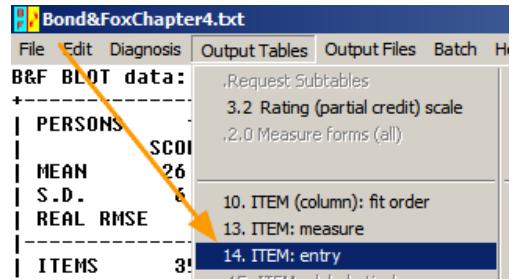 Bond&FoxChapter4.txt
File Edit Diagnosis Output Tables Output Files Batch
B&F BLOT data:
.Request Subtables
3.2 Rating (partial credit) scale
.2.0 Measure forms (all)
PERSONS
MEAN 26
S.D.
REAL RMSE
10. ITEM (column): fit order
13. ITEM: measure
14. ITEM: entry
ITEMS